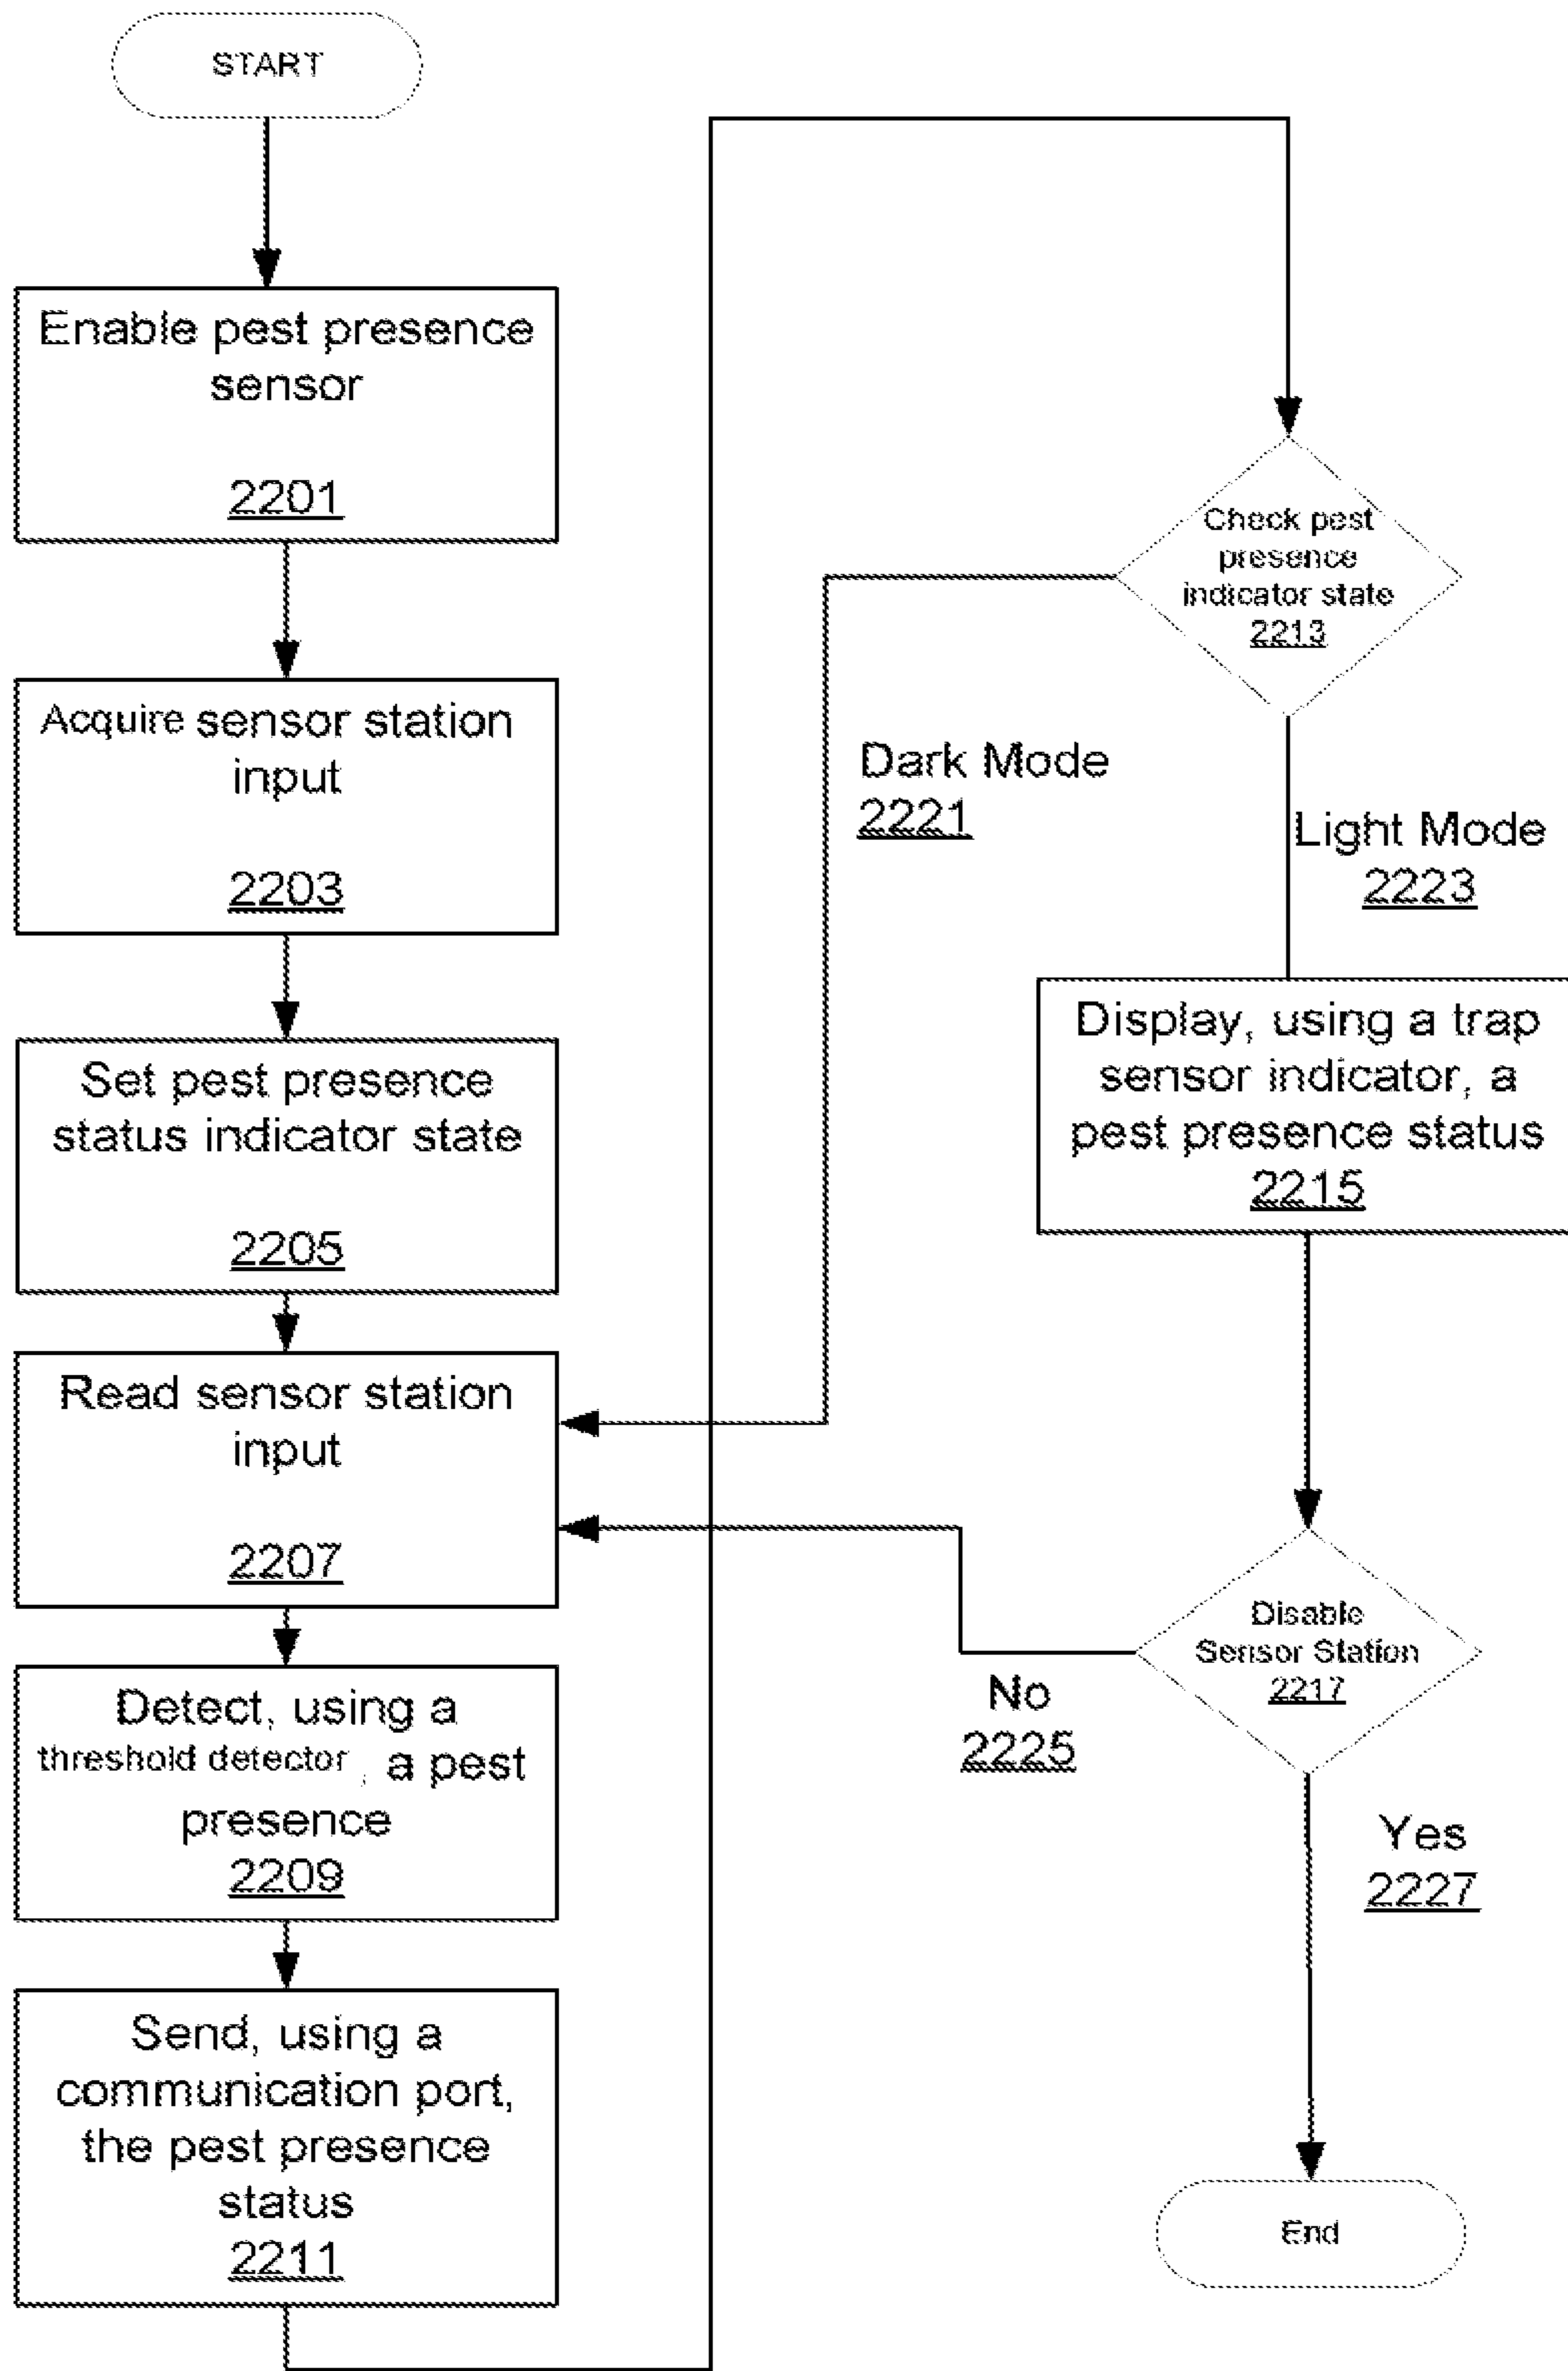 START
Enable pest presence
sensor
2201
Acquire sensor station
input
2203
Set pest presence
status indicator state
2205
Read sensor station
input
2207
Detect, using a
threshold detector, a pest
presence
2209
Send, using a
communication port,
the pest presence
status
2211
Check pest
presence
indicator state
2213
Dark Mode
2221
Light Mode
2223
Display, using a trap
sensor indicator, a
pest presence status
2215
Disable
Sensor Station
2217
No
2225
Yes
2227
End